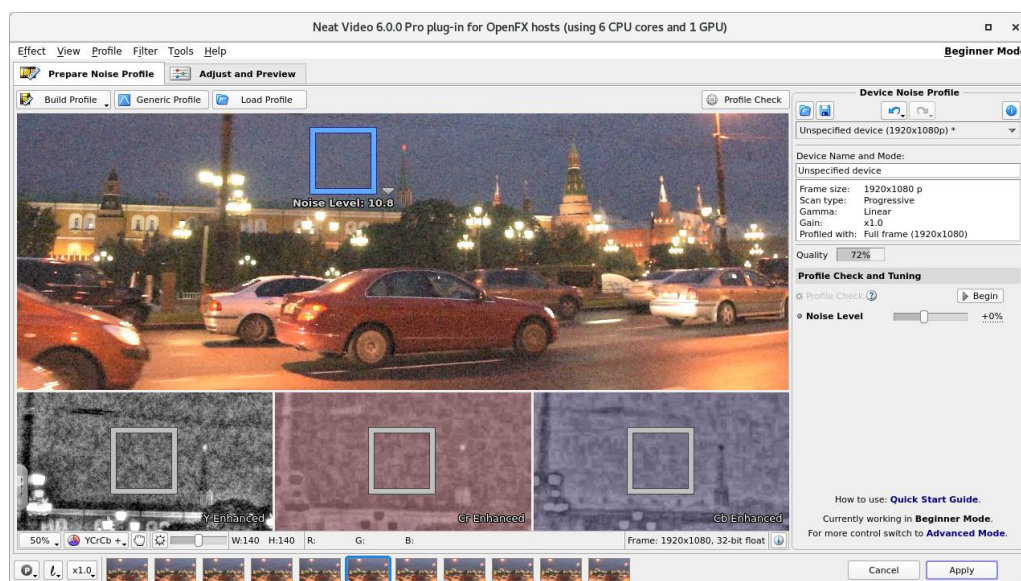 Neat Video 6.0.0 Pro plug-in for OpenFX hosts (using 6 CPU cores and 1 GPU)
Effect View Profile Filter Tools Help
Beginner Mode
Prepare Noise Profile
Adjust and Preview
Build Profile
Generic Profile
Load Profile
Profile Check
Device Noise Profile
Unspecified device (1920x1080p) *
Device Name and Mode:
Unspecified device
Frame size: 1920x1080 p
Scan type: Progressive
Gamma: Linear
Gain: x1.0
Profiled with: Full frame (1920x1080)
Quality 72%
Profile Check and Tuning
Profile Check
Begin
Noise Level +0%
Noise Level: 10.8
Y Enhanced
Cr Enhanced
Cb Enhanced
How to use: Quick Start Guide.
Currently working in Beginner Mode.
For more control switch to Advanced Mode.
50% YCrCb + W:140 H:140 R: G: B: Frame: 1920x1080, 32-bit float
x1.0
Cancel
Apply